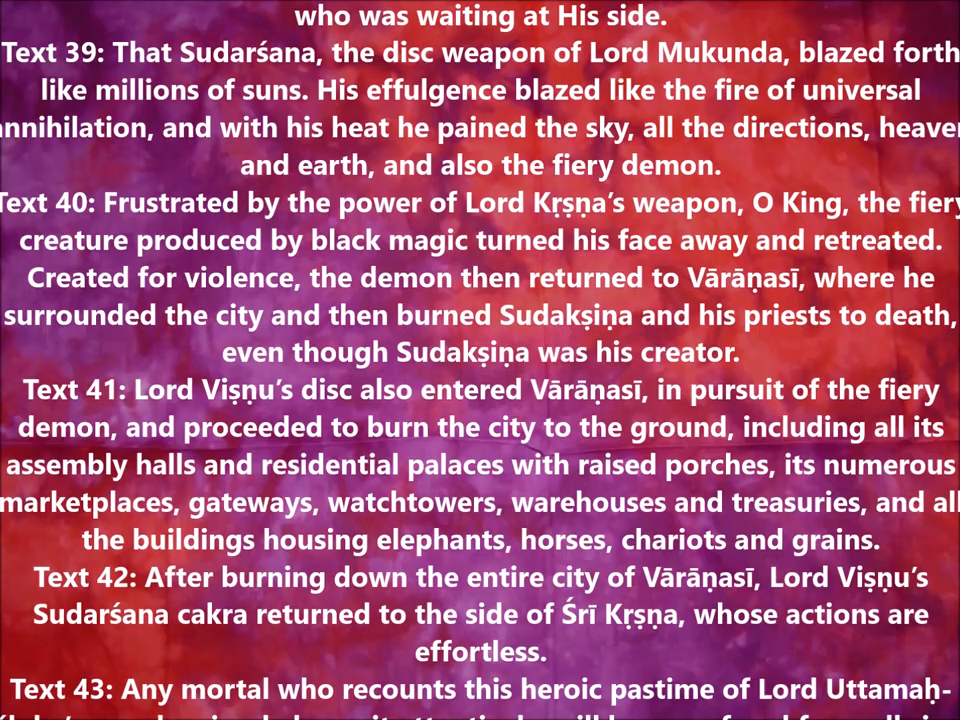 who was waiting at His side.
Text 39: That Sudarśana, the disc weapon of Lord Mukunda, blazed forth
like millions of suns. His effulgence blazed like the fire of universal
annihilation, and with his heat he pained the sky, all the directions, heaven
and earth, and also the fiery demon.
Text 40: Frustrated by the power of Lord Kṛṣṇa’s weapon, O King, the fiery
creature produced by black magic turned his face away and retreated.
Created for violence, the demon then returned to Vārāṇasī, where he
surrounded the city and then burned Sudakṣiṇa and his priests to death,
even though Sudakṣiṇa was his creator.
Text 41: Lord Viṣṇu’s disc also entered Vārāṇasī, in pursuit of the fiery
demon, and proceeded to burn the city to the ground, including all its
assembly halls and residential palaces with raised porches, its numerous
marketplaces, gateways, watchtowers, warehouses and treasuries, and all
the buildings housing elephants, horses, chariots and grains.
Text 42: After burning down the entire city of Vārāṇasī, Lord Viṣṇu’s
Sudarśana cakra returned to the side of Śrī Kṛṣṇa, whose actions are
effortless.
Text 43: Any mortal who recounts this heroic pastime of Lord Uttamaḥ-